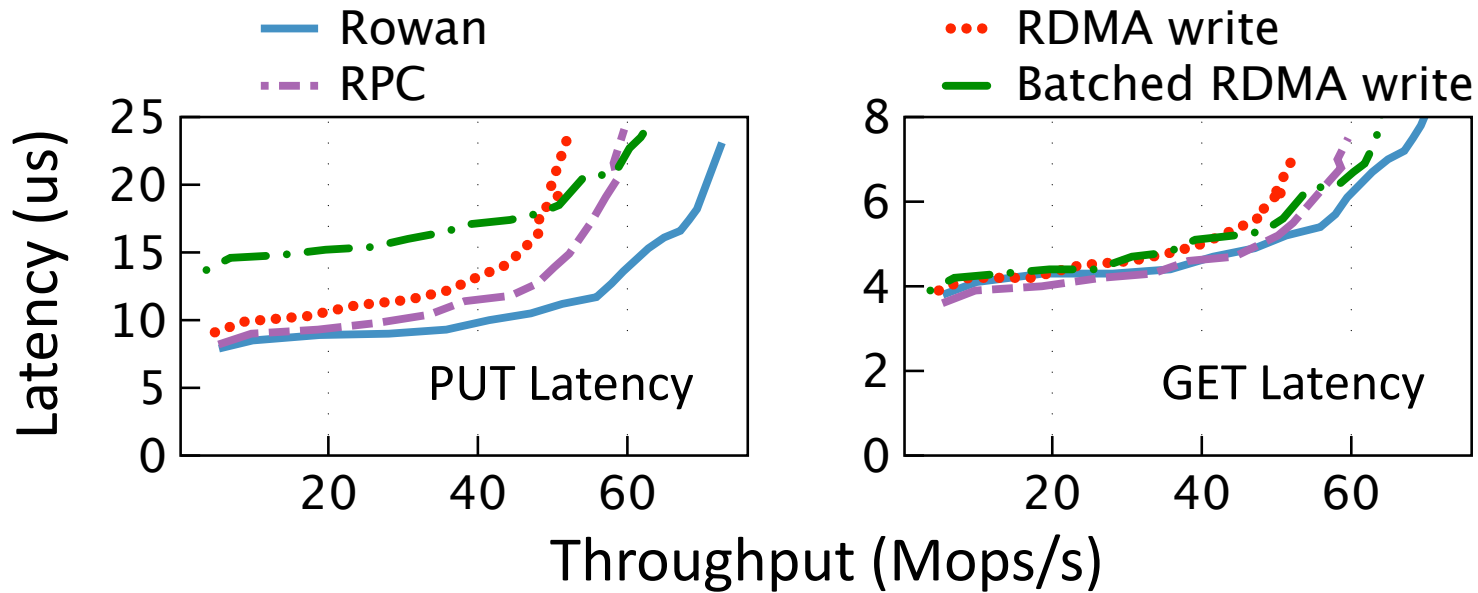 Rowan
RPC
RDMA write
Batched RDMA write
Latency (us)
25
20
15
10
5
0
20 40 60
PUT Latency
8
6
4
2
0
20 40 60
GET Latency
Throughput (Mops/s)